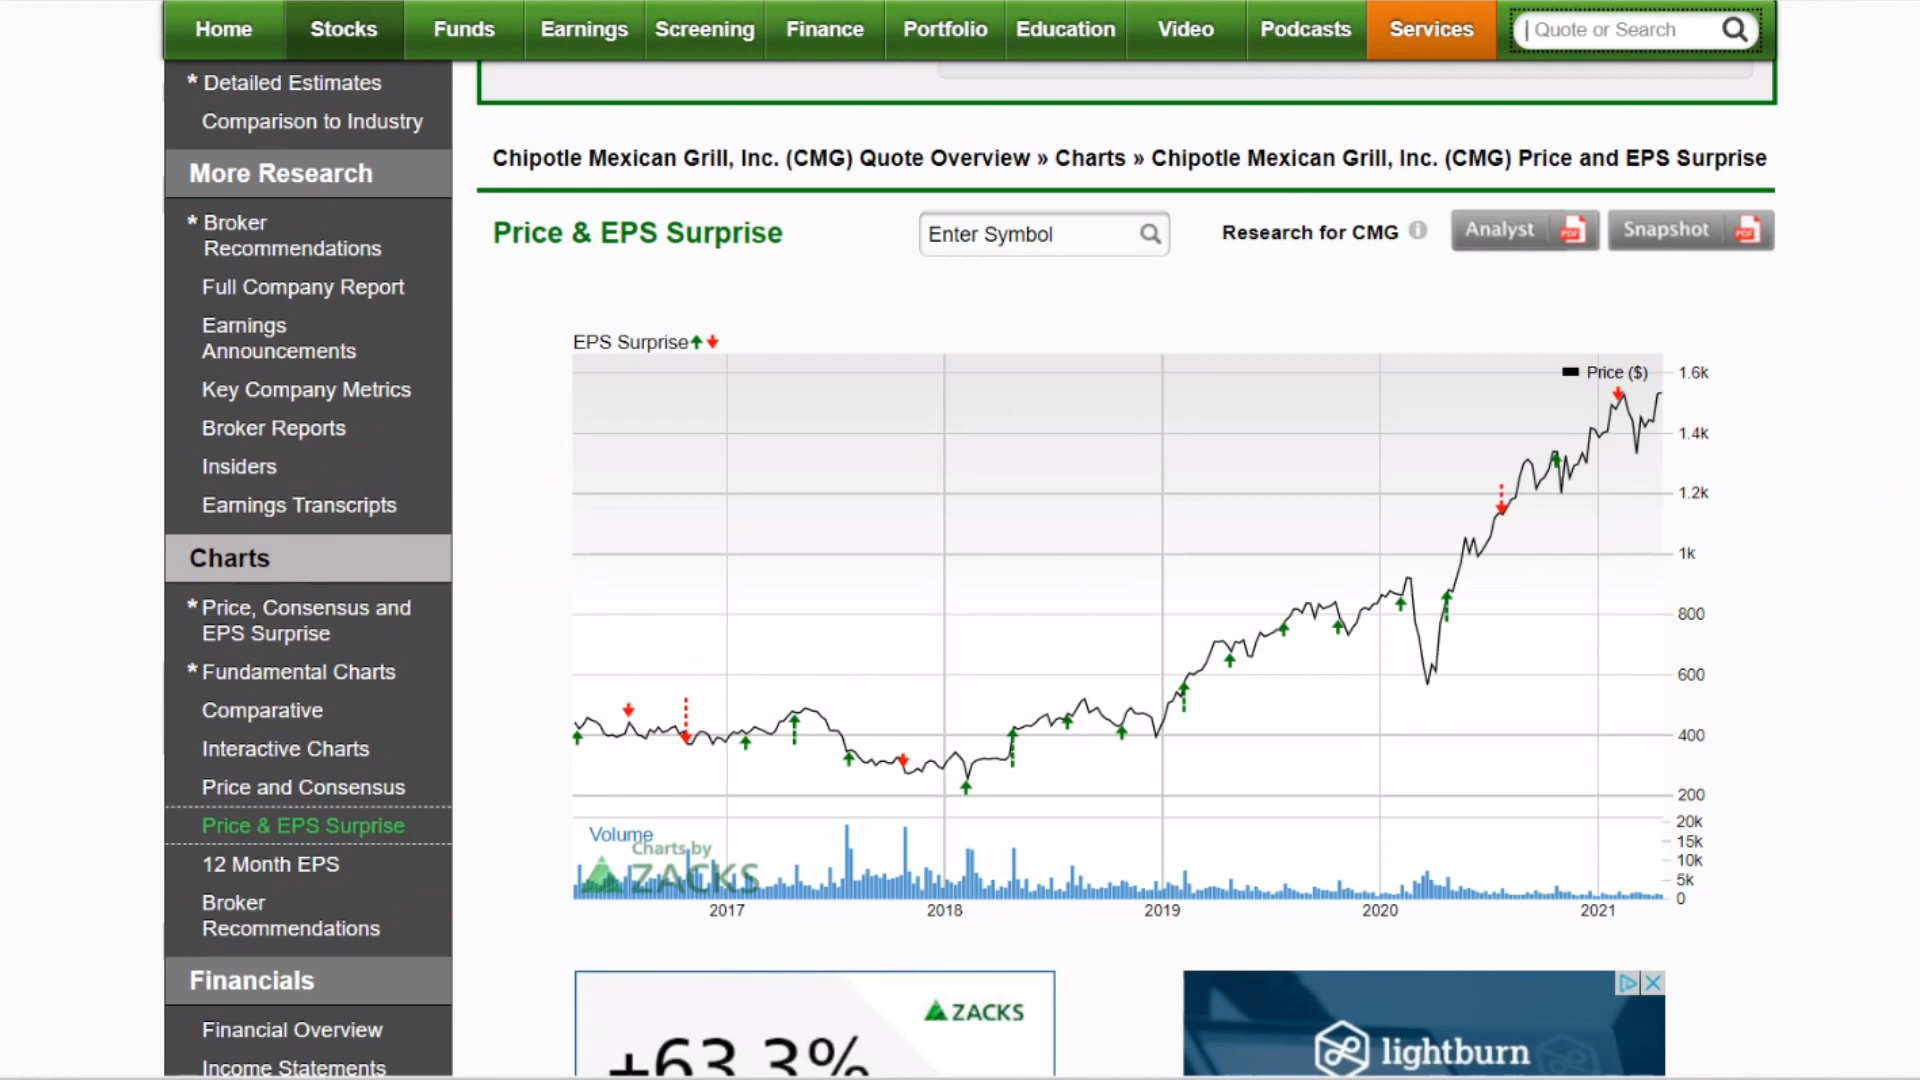 Home Stocks Funds Earnings Screening Finance Portfolio Education Video Podcasts Services Quote or Search
* Detailed Estimates
Comparison to Industry
More Research
* Broker
Recommendations
Full Company Report
Earnings
Announcements
Key Company Metrics
Broker Reports
Insiders
Earnings Transcripts
Charts
* Price, Consensus and
EPS Surprise
* Fundamental Charts
Comparative
Interactive Charts
Price and Consensus
Price & EPS Surprise
12 Month EPS
Broker
Recommendations
Financials
Financial Overview
Income Statements
Chipotle Mexican Grill, Inc. (CMG) Quote Overview » Charts » Chipotle Mexican Grill, Inc. (CMG) Price and EPS Surprise
Price & EPS Surprise
Enter Symbol
Research for CMG
Analyst PDF
Snapshot PDF
EPS Surprise
Price ($)
1.6k
1.4k
1.2k
1k
800
600
400
200
20k
15k
10k
5k
0
Volume
Charts by
ZACKS
2017 2018 2019 2020 2021
ZACKS
+63.3%
lightburn